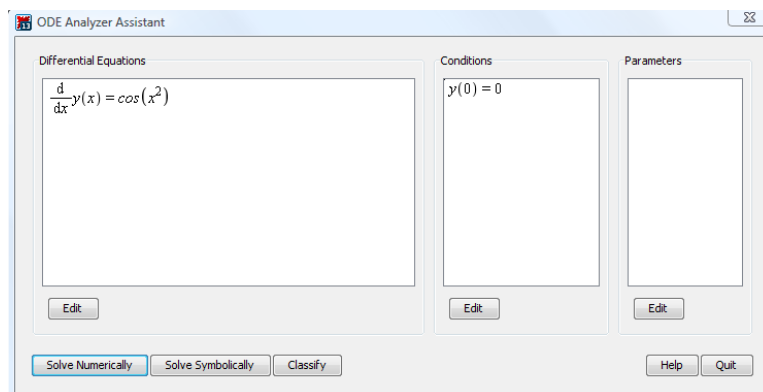 ODE Analyzer Assistant
Differential Equations
Conditions
Parameters
d/dx y(x) = cos(x²)
y(0) = 0
Edit
Edit
Edit
Solve Numerically
Solve Symbolically
Classify
Help
Quit